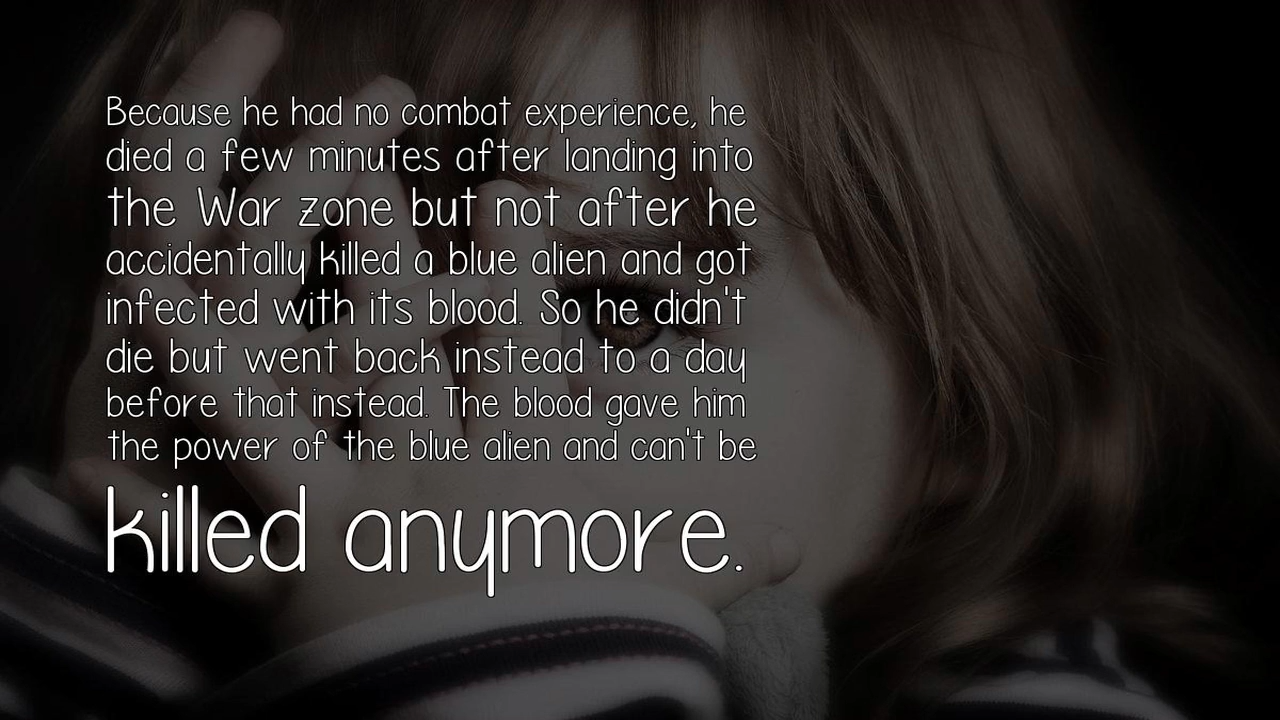 Because he had no combat experience, he
died a few minutes after landing into
the War zone but not after he
accidentally killed a blue alien and got
infected with its blood. So he didn't
die but went back instead to a day
before that instead. The blood gave him
the power of the blue alien and can't be
killed anymore.